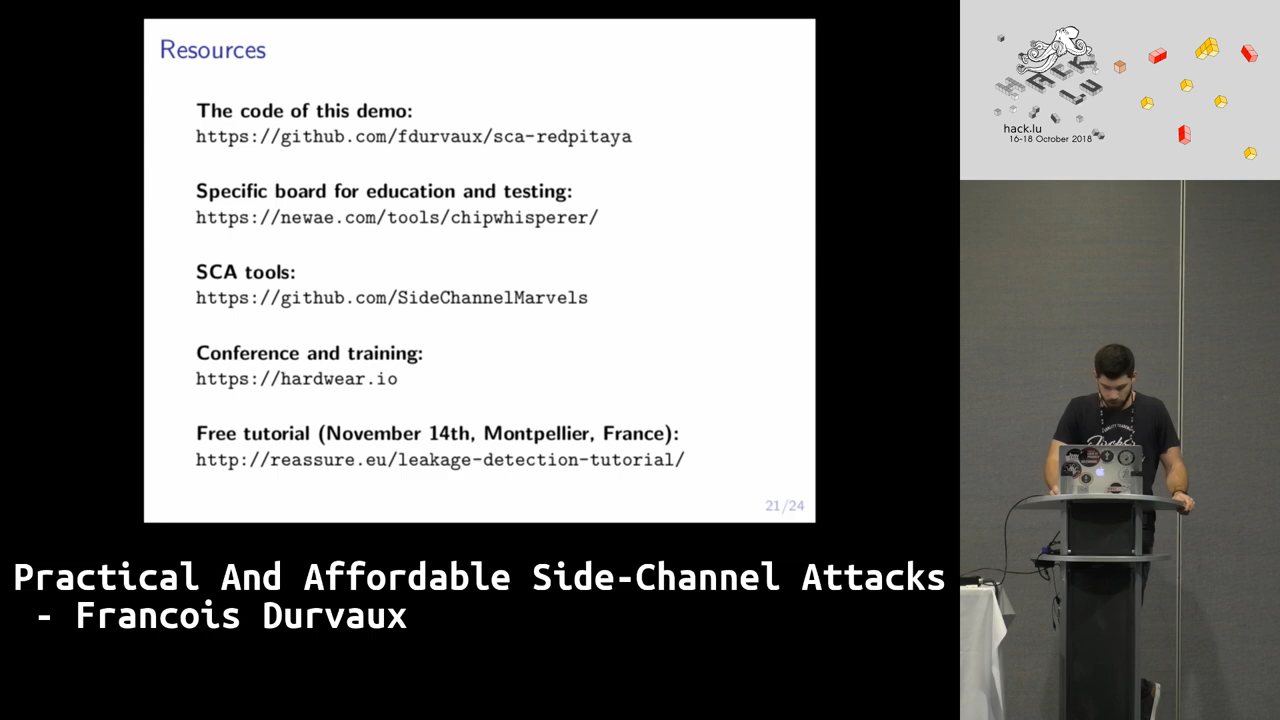 Resources
The code of this demo:
https://github.com/fdurvaux/sca-redpitaya
Specific board for education and testing:
https://newae.com/tools/chipwhisperer/
SCA tools:
https://github.com/SideChannelMarvels
Conference and training:
https://hardwear.io
Free tutorial (November 14th, Montpellier, France):
http://reassure.eu/leakage-detection-tutorial/
21/24
Practical And Affordable Side-Channel Attacks
- Francois Durvaux
HACK
LU
hack.lu
16-18 October 2018